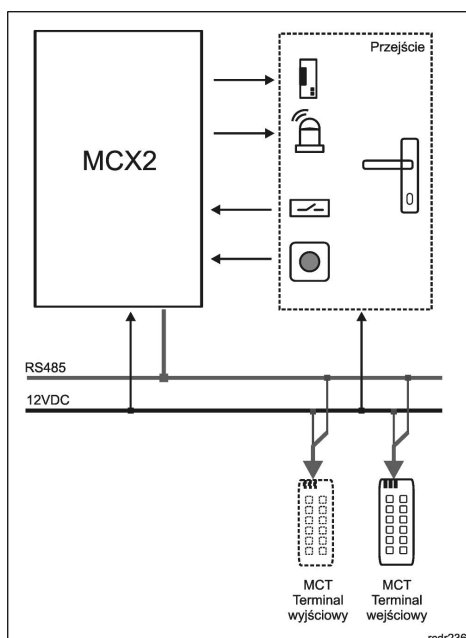 Przejście
MCX2
RS485
12VDC
MCT
Terminal
wyjściowy
MCT
Terminal
wejściowy